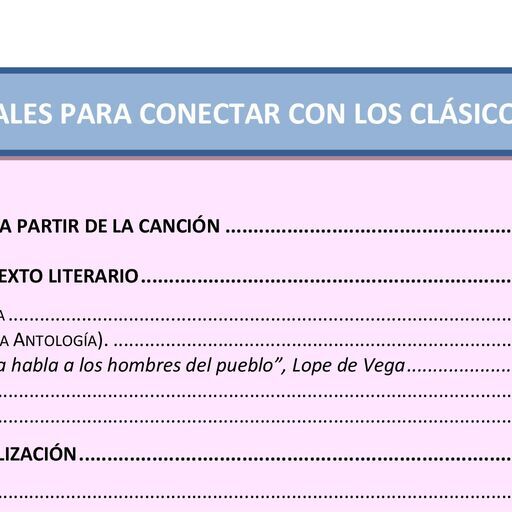 ALES PARA CONECTAR CON LOS CLÁSICO
A PARTIR DE LA CANCIÓN ..........................................................
EXTO LITERARIO..........................................................................
A ....................................................................................................
A ANTOLOGÍA). ................................................................................
a habla a los hombres del pueblo”, Lope de Vega.....................
....................................................................................................
....................................................................................................
LIZACIÓN....................................................................................
....................................................................................................